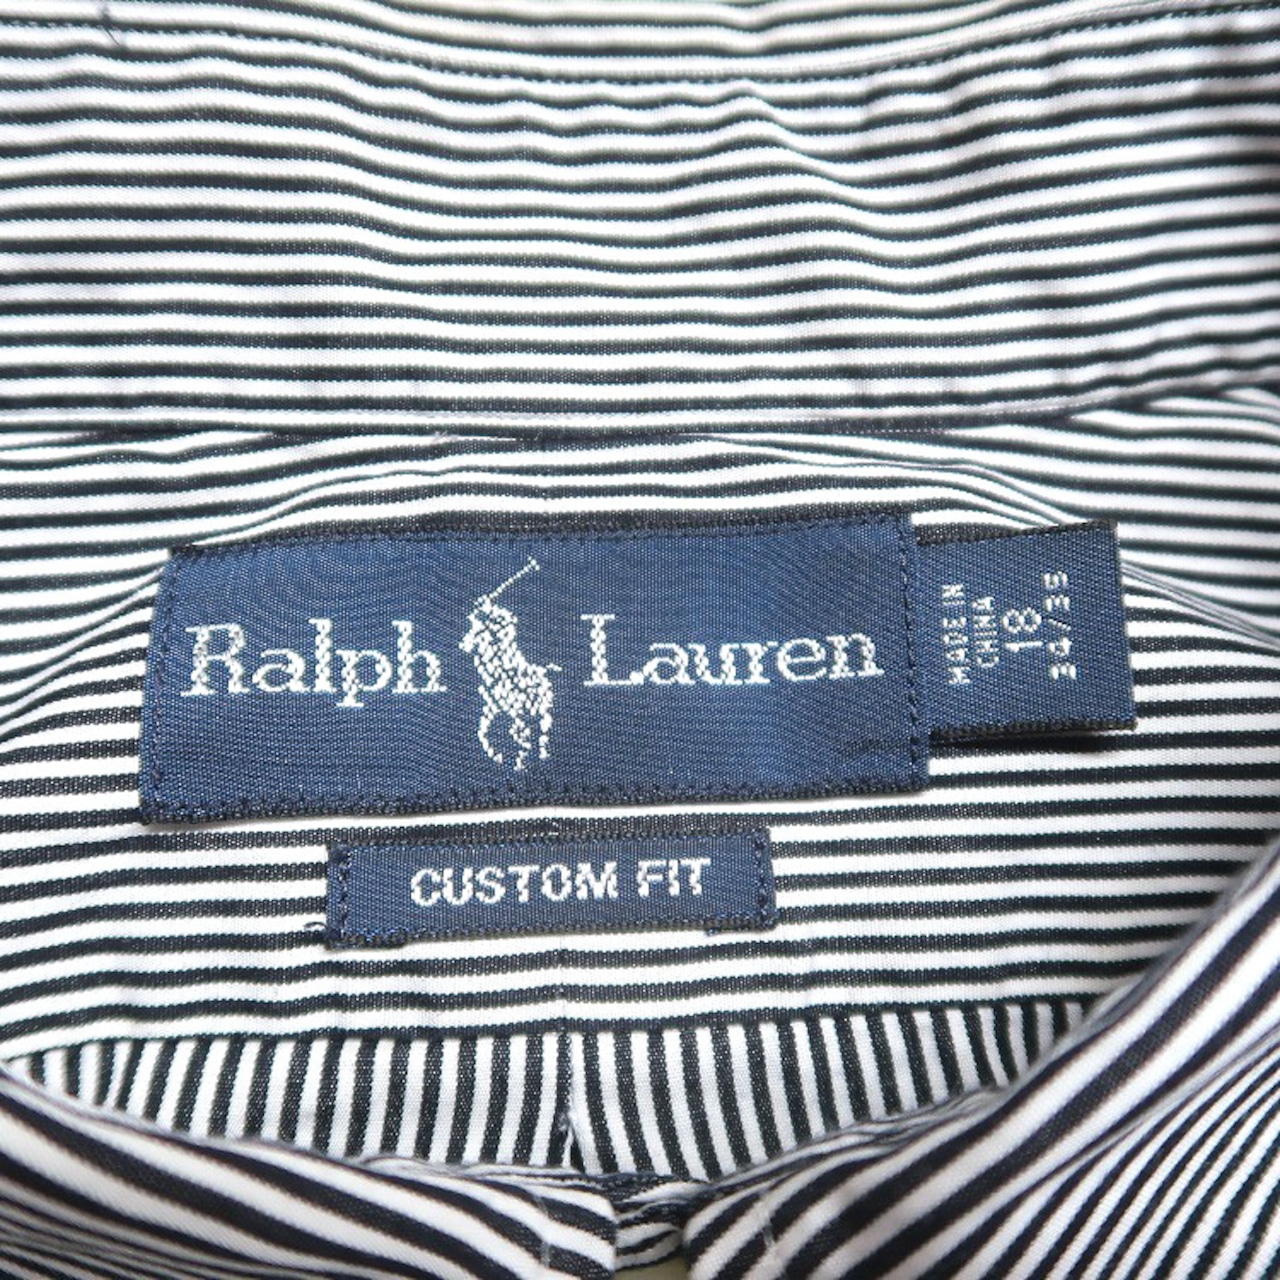 Ralph Lauren
MADE IN
CHINA
18
34/35
CUSTOM FIT